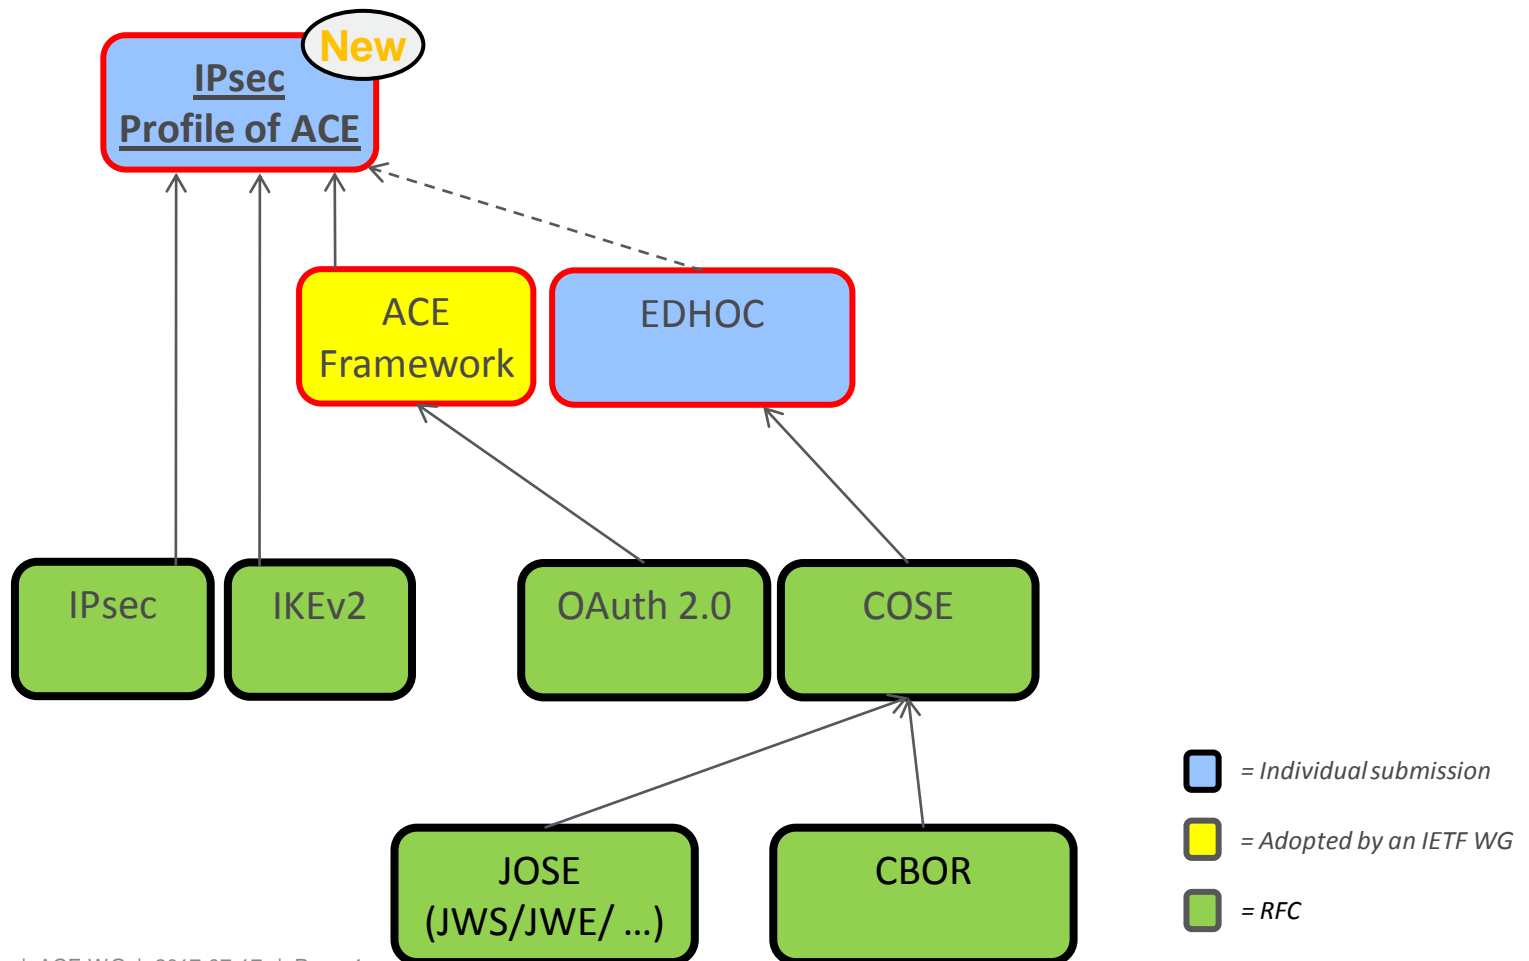 New
IPsec
Profile of ACE
ACE
Framework
EDHOC
IPsec
IKEv2
OAuth 2.0
COSE
JOSE
(JWS/JWE/ ...)
CBOR
= Individual submission
= Adopted by an IETF WG
= RFC